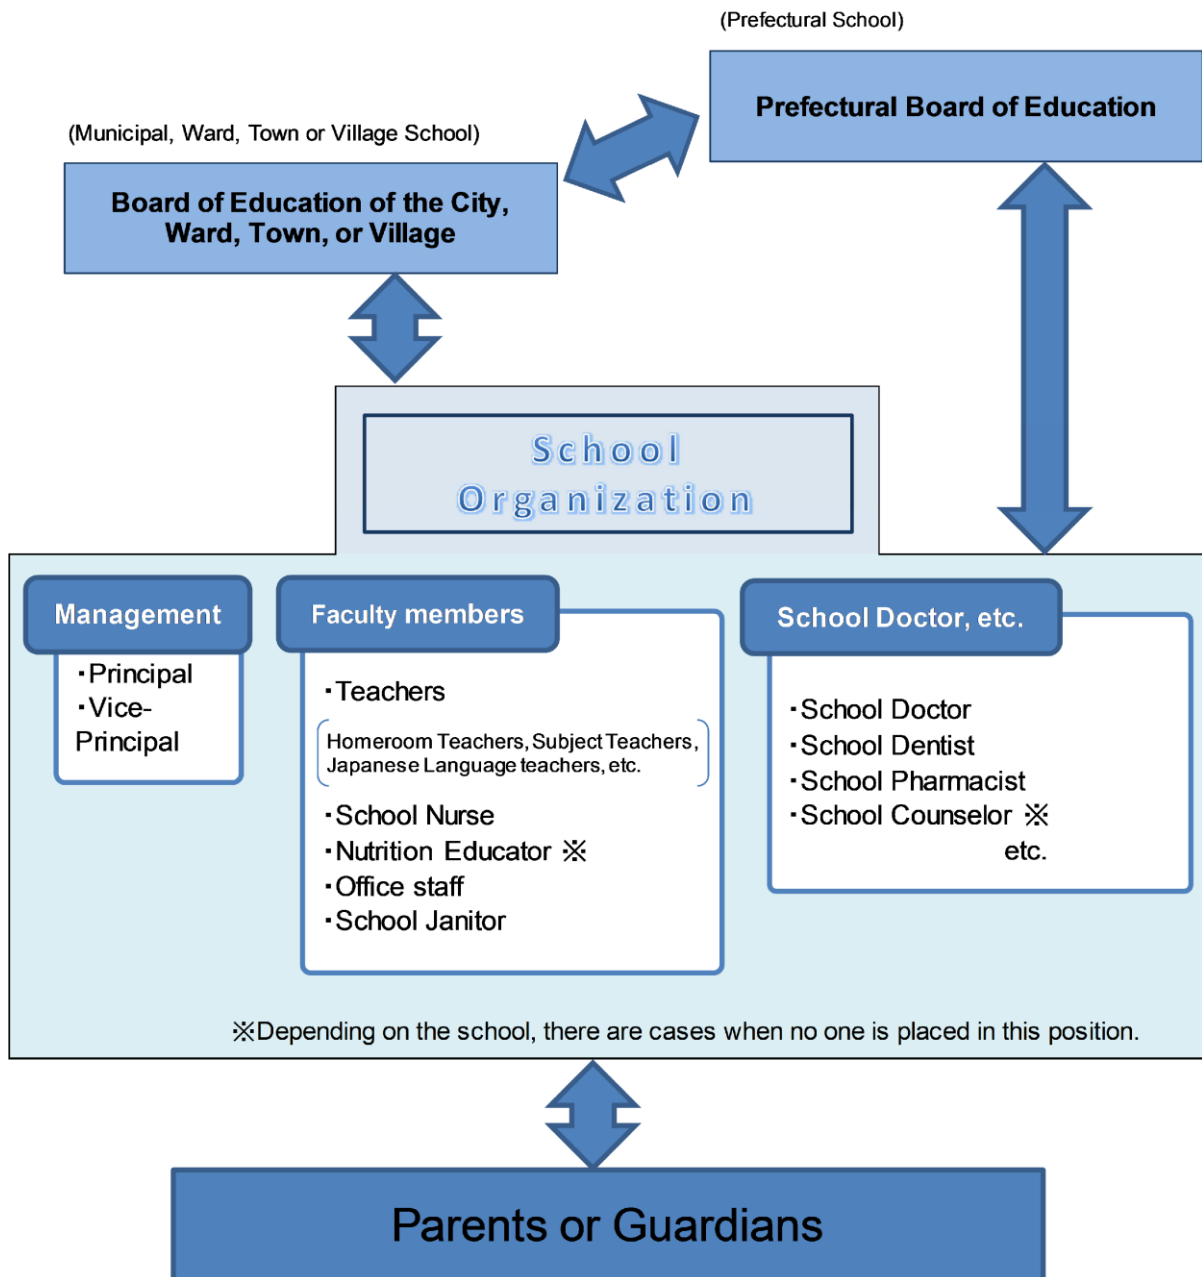 (Prefectural School)
Prefectural Board of Education
(Municipal, Ward, Town or Village School)
Board of Education of the City,
Ward, Town, or Village
School
Organization
Management
・Principal
・Vice-
Principal
Faculty members
・Teachers
Homeroom Teachers, Subject Teachers,
Japanese Language teachers, etc.
・School Nurse
・Nutrition Educator ※
・Office staff
・School Janitor
School Doctor, etc.
・School Doctor
・School Dentist
・School Pharmacist
・School Counselor ※
etc.
※Depending on the school, there are cases when no one is placed in this position.
Parents or Guardians